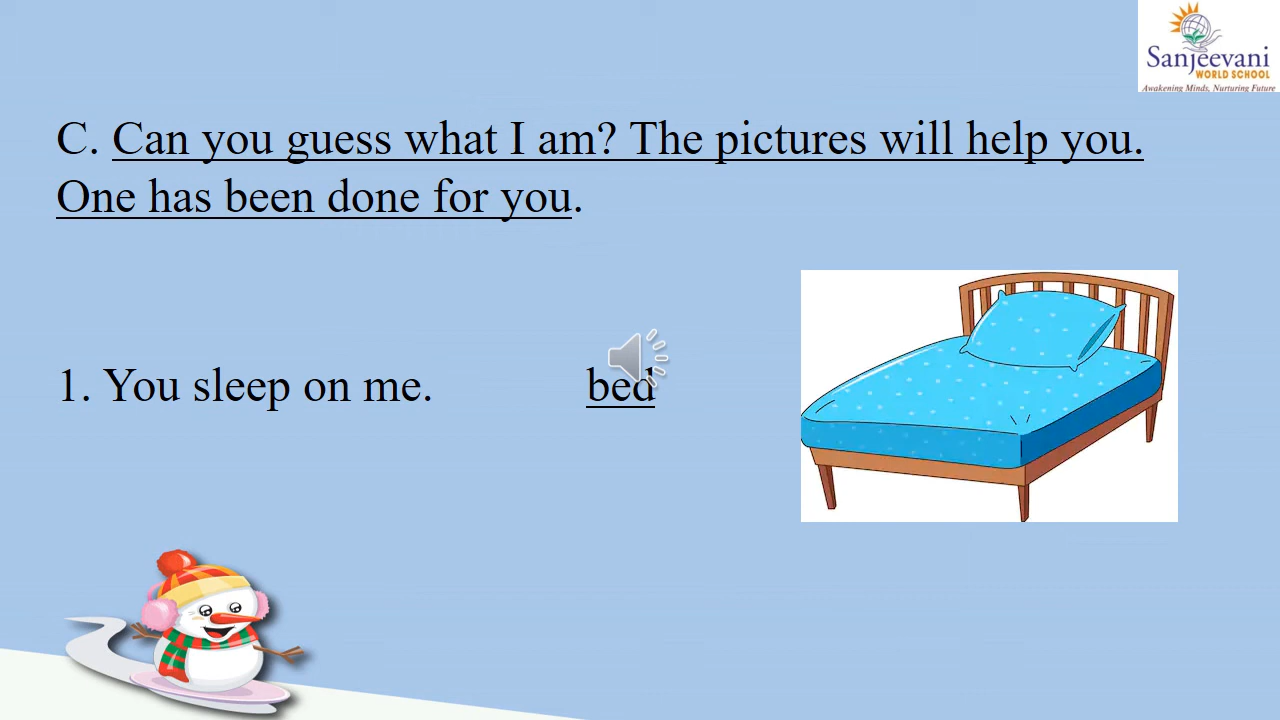 Sanjeevani
WORLD SCHOOL
Awakening Minds, Nurturing Future
C. Can you guess what I am? The pictures will help you.
One has been done for you.
1. You sleep on me. bed